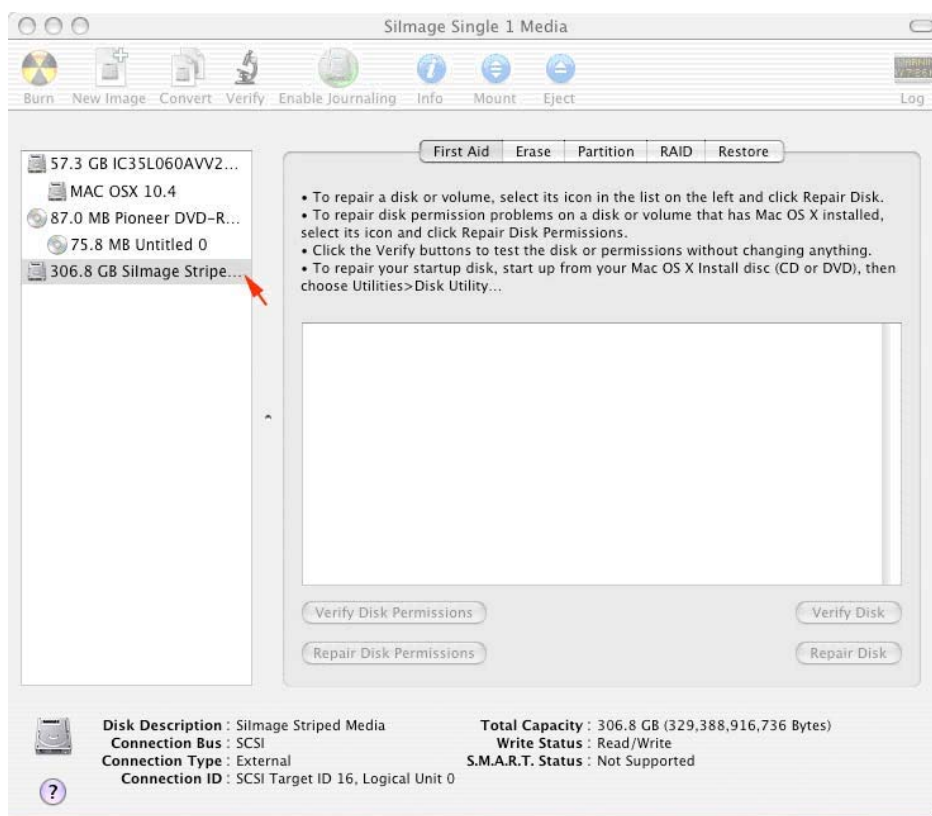 SiImage Single 1 Media
Burn New Image Convert Verify Enable Journaling Info Mount Eject Log
57.3 GB IC35L060AVV2...
MAC OSX 10.4
87.0 MB Pioneer DVD-R...
75.8 MB Untitled 0
306.8 GB SiImage Stripe...
First Aid Erase Partition RAID Restore
• To repair a disk or volume, select its icon in the list on the left and click Repair Disk.
• To repair disk permission problems on a disk or volume that has Mac OS X installed,
select its icon and click Repair Disk Permissions.
• Click the Verify buttons to test the disk or permissions without changing anything.
• To repair your startup disk, start up from your Mac OS X Install disc (CD or DVD), then
choose Utilities>Disk Utility...
Verify Disk Permissions Verify Disk
Repair Disk Permissions Repair Disk
Disk Description : SiImage Striped Media
Connection Bus : SCSI
Connection Type : External
Connection ID : SCSI Target ID 16, Logical Unit 0
Total Capacity : 306.8 GB (329,388,916,736 Bytes)
Write Status : Read/Write
S.M.A.R.T. Status : Not Supported
?